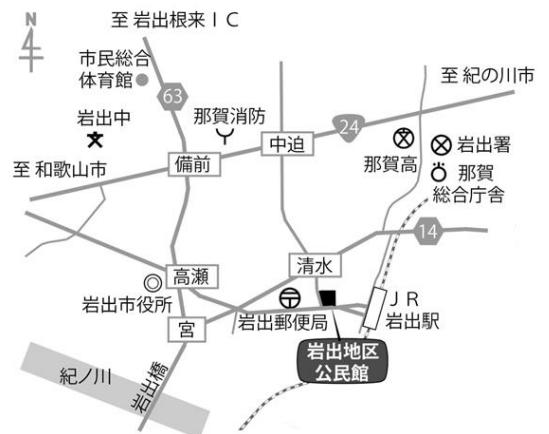 N
至 岩出根来ＩＣ
市民総合
体育館
63
至 紀の川市
岩出中
那賀消防
24
中迫
那賀高
岩出署
那賀
総合庁舎
至 和歌山市
備前
14
清水
高瀬
岩出市役所
岩出郵便局
ＪＲ
岩出駅
宮
岩出地区
公民館
紀ノ川
岩出橋